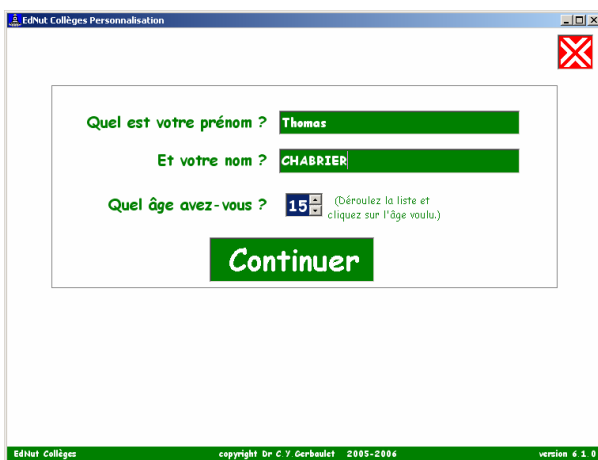 EdNut Collèges Personnalisation
Quel est votre prénom ? Thomas
Et votre nom ? CHABRIER
Quel âge avez-vous ? 15 (Déroulez la liste et
cliquez sur l'âge voulu.)
Continuer
EdNut Collèges copyright Dr C.Y.Gerbaulet 2005-2006 version 6.1.0